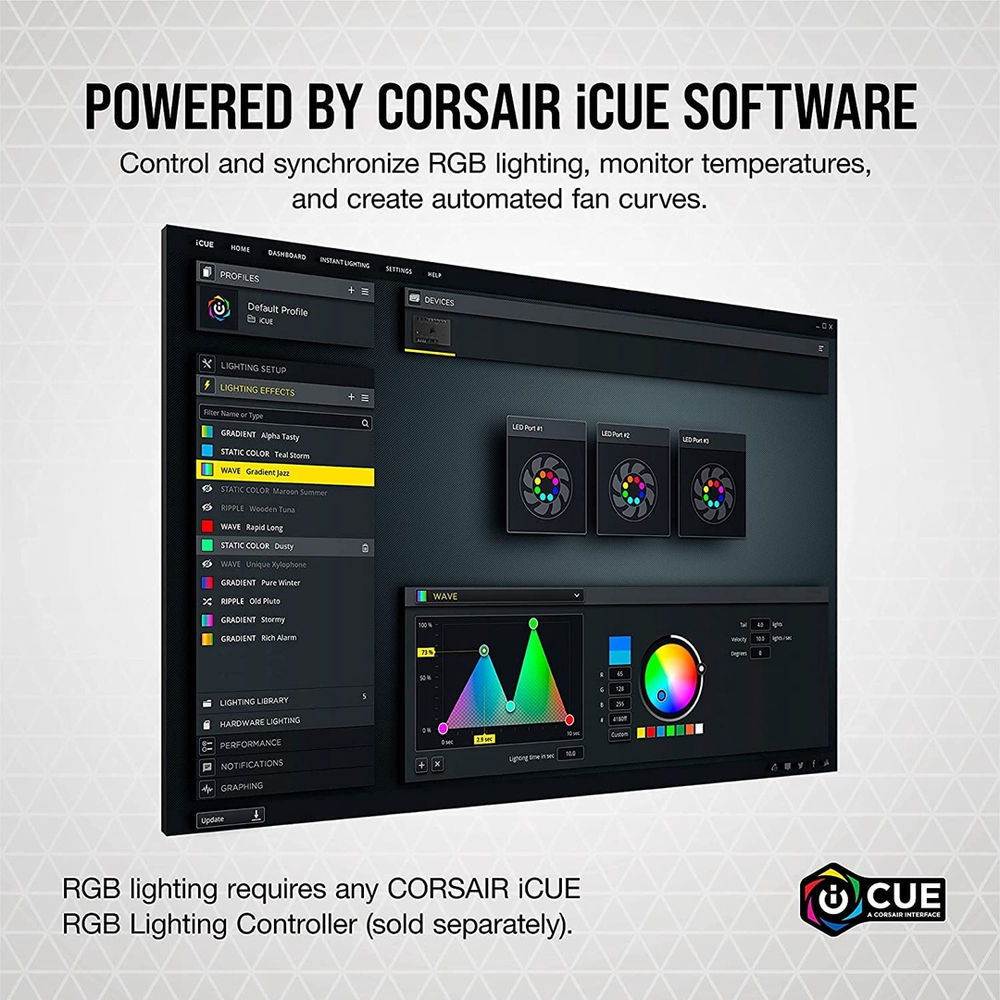 POWERED BY CORSAIR iCUE SOFTWARE
Control and synchronize RGB lighting, monitor temperatures,
and create automated fan curves.
iCUE HOME DASHBOARD INSTANT LIGHTING SETTINGS HELP
PROFILES
Default Profile
iCUE
DEVICES
LIGHTING SETUP
LIGHTING EFFECTS
Filter Name or Type
GRADIENT Alpha Tasty
STATIC COLOR Teal Storm
WAVE Gradient Jazz
STATIC COLOR Maroon Summer
RIPPLE Wooden Tuna
WAVE Rapid Long
STATIC COLOR Dusty
WAVE Unique Xylophone
GRADIENT Pure Winter
RIPPLE Old Pluto
GRADIENT Stormy
GRADIENT Rich Alarm
LIGHTING LIBRARY 5
HARDWARE LIGHTING
PERFORMANCE
NOTIFICATIONS
GRAPHING
Update
LED Port #1
LED Port #2
LED Port #3
WAVE
100 %
73 %
50 %
0 %
0 sec
2.9 sec
10 sec
Lighting time in sec 10.0
R 65
G 128
B 255
# 4180ff
Custom
Tail 4.0 lights
Velocity 10.0 lights / sec
Degrees 0
RGB lighting requires any CORSAIR iCUE
RGB Lighting Controller (sold separately).
iCUE
A CORSAIR INTERFACE